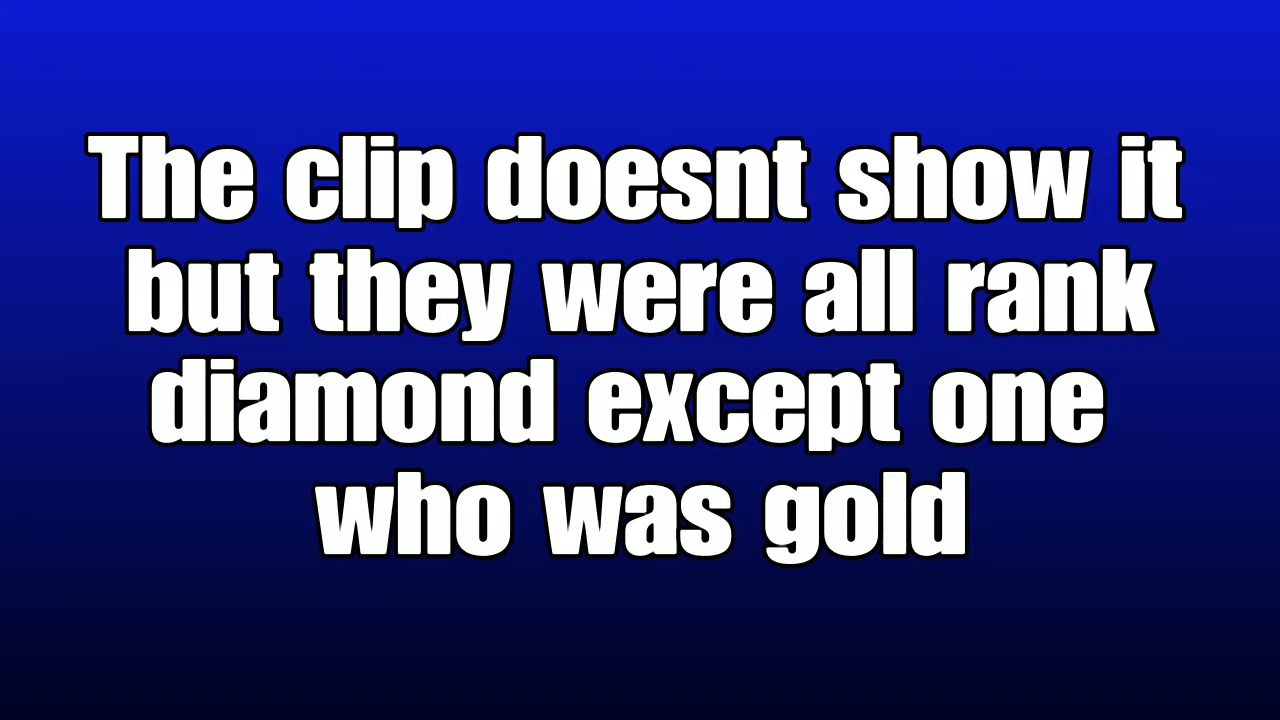 The clip doesnt show it
but they were all rank
diamond except one
who was gold